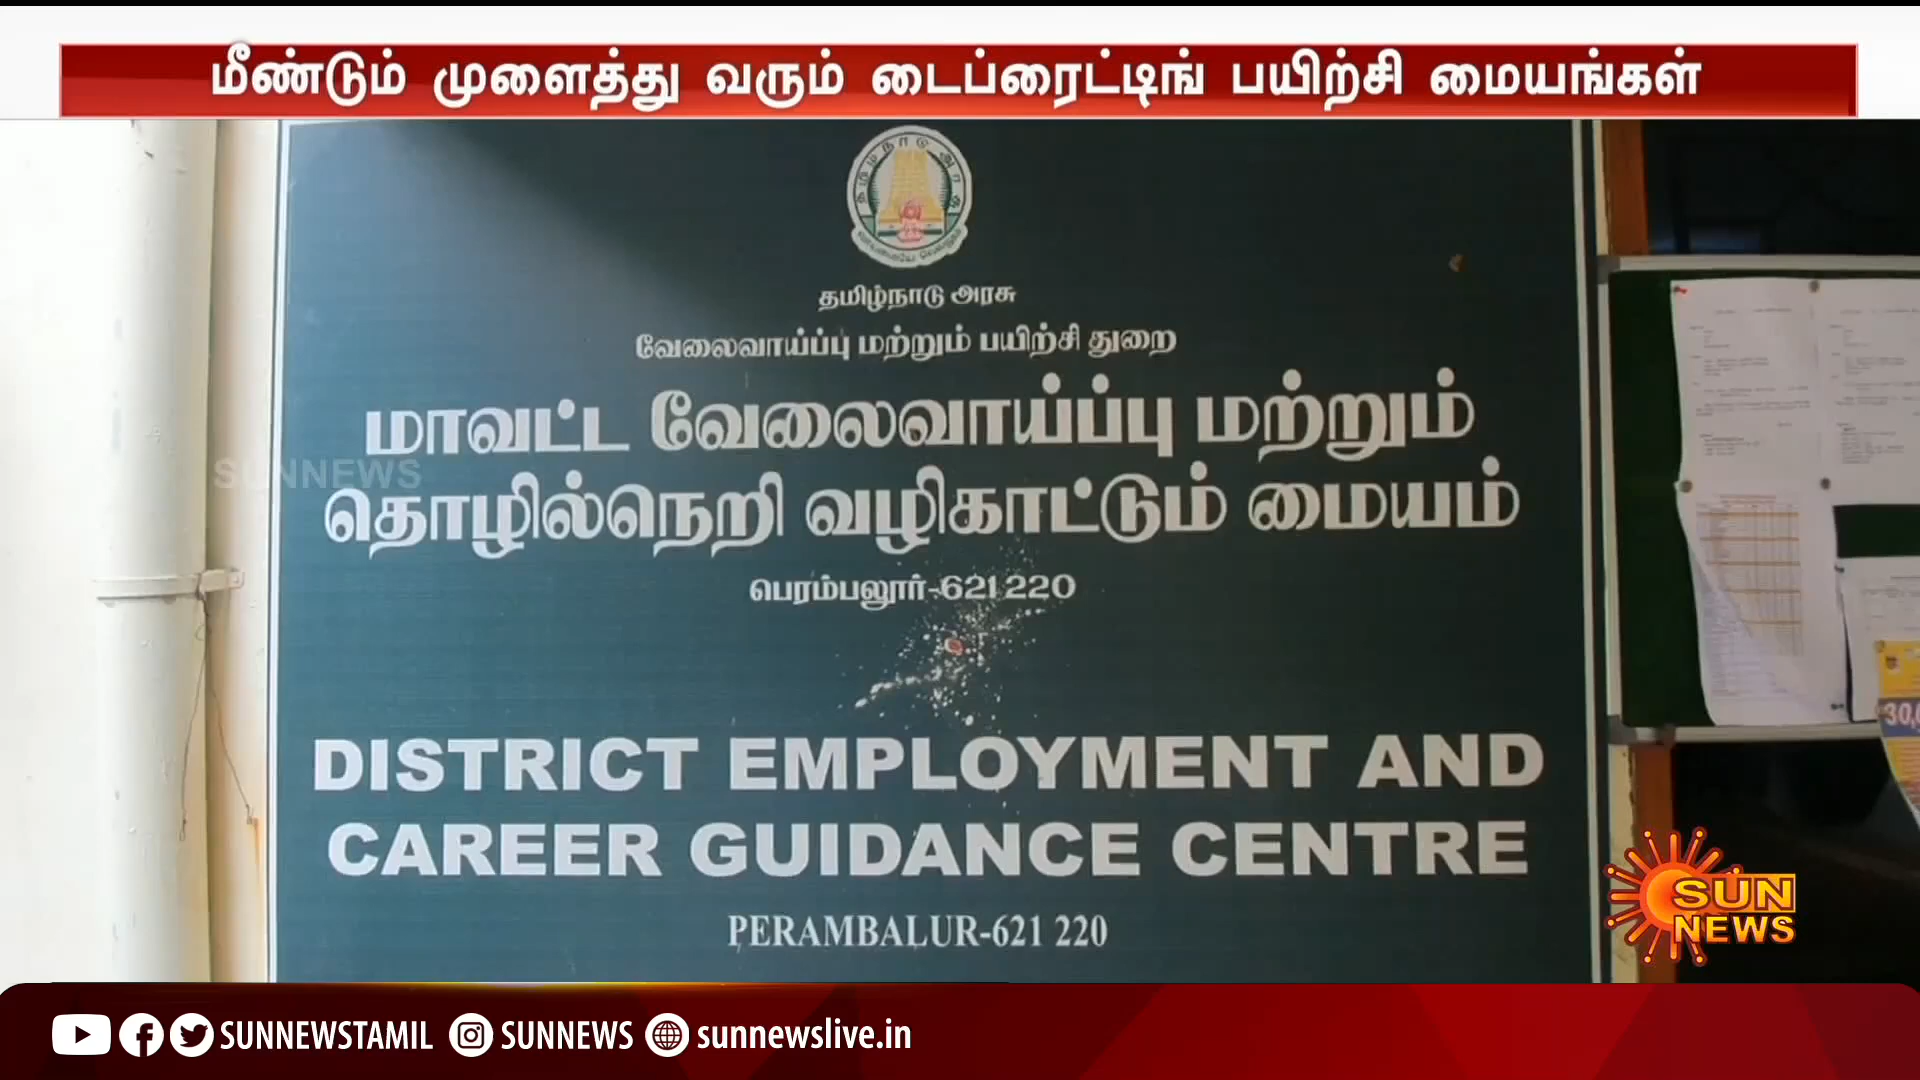 மீண்டும் முளைத்து வரும் டைப்ரைட்டிங் பயிற்சி மையங்கள்
தமிழ்நாடு அரசு
வேலைவாய்ப்பு மற்றும் பயிற்சி துறை
மாவட்ட வேலைவாய்ப்பு மற்றும்
தொழில்நெறி வழிகாட்டும் மையம்
SUNNEWS
பெரம்பலூர்-621 220
DISTRICT EMPLOYMENT AND
CAREER GUIDANCE CENTRE
PERAMBALUR-621 220
SUN
NEWS
SUNNEWSTAMIL SUNNEWS sunnewslive.in